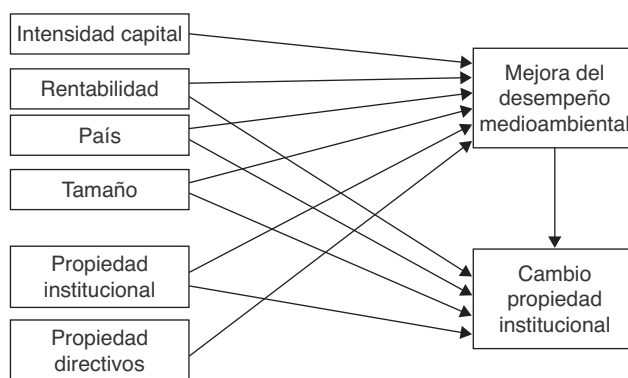 Intensidad capital
Rentabilidad
País
Tamaño
Propiedad
institucional
Propiedad
directivos
Mejora del
desempeño
medioambiental
Cambio
propiedad
institucional